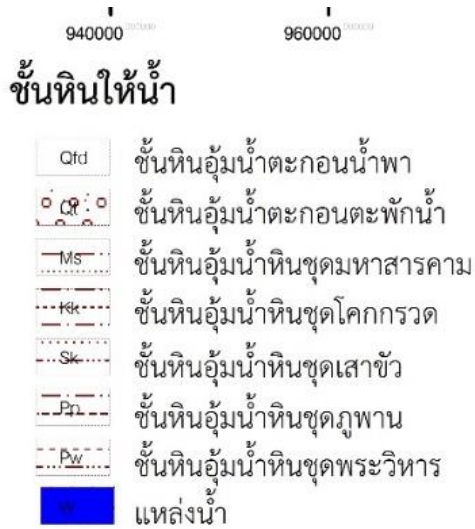 940000 960000
ชั้นหินให้น้ำ
Qfd ชั้นหินอุ้มน้ำตะกอนน้ำพา
Qt ชั้นหินอุ้มน้ำตะกอนตะพักน้ำ
Ms ชั้นหินอุ้มน้ำหินชุดมหาสารคาม
Kk ชั้นหินอุ้มน้ำหินชุดโคกกรวด
Sk ชั้นหินอุ้มน้ำหินชุดเสาขัว
Pp ชั้นหินอุ้มน้ำหินชุดภูพาน
Pw ชั้นหินอุ้มน้ำหินชุดพระวิหาร
W แหล่งน้ำ